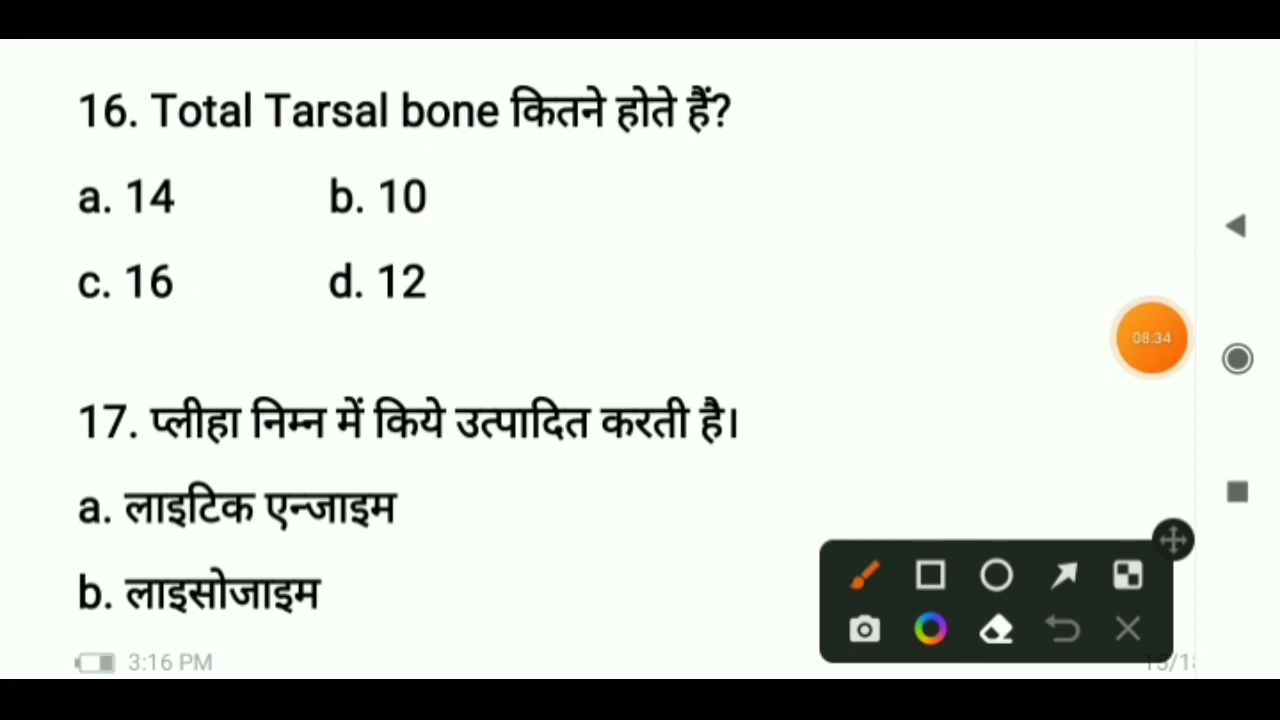 16. Total Tarsal bone कितने होते हैं?
a. 14 b. 10
c. 16 d. 12
08:34
17. प्लीहा निम्न में किये उत्पादित करती है।
a. लाइटिक एन्जाइम
b. लाइसोजाइम
3:16 PM